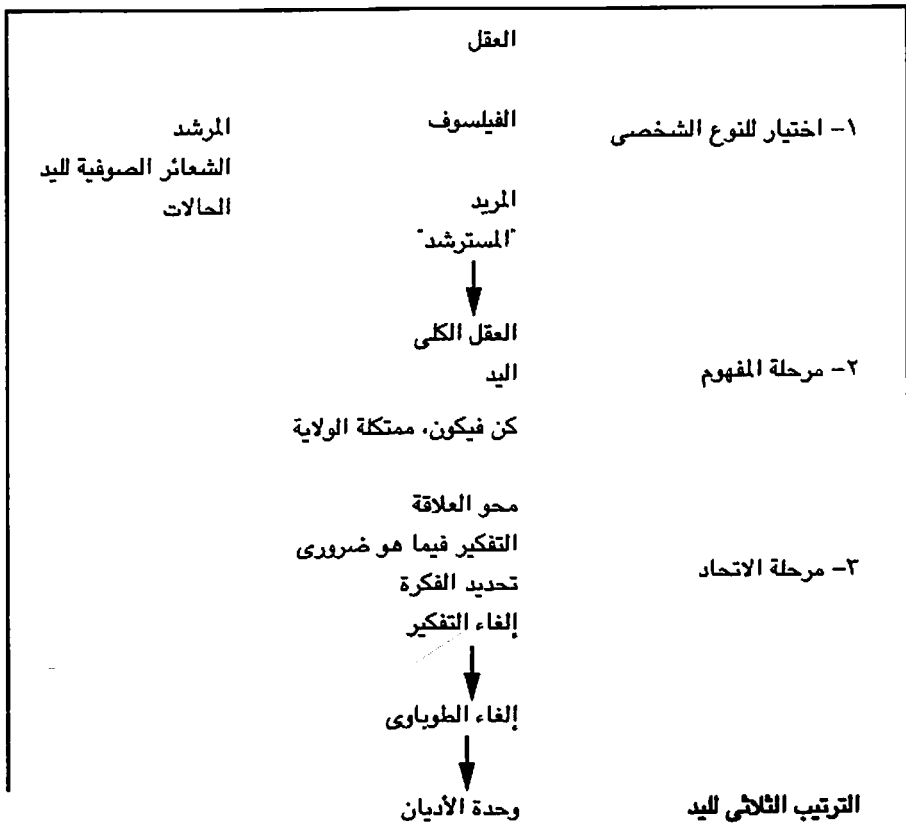 العقل
١– اختيار للنوع الشخصى
الفيلسوف
المرشد
الشعائر الصوفية لليد
المريد
الحالات
"المسترشد"
العقل الكلى
٢– مرحلة المفهوم
اليد
كن فيكون، ممتكلة الولاية
محو العلاقة
التفكير فيما هو ضرورى
٣– مرحلة الاتحاد
تحديد الفكرة
إلغاء التفكير
إلغاء الطوباوى
الترتيب الثلاثى لليد
وحدة الأديان